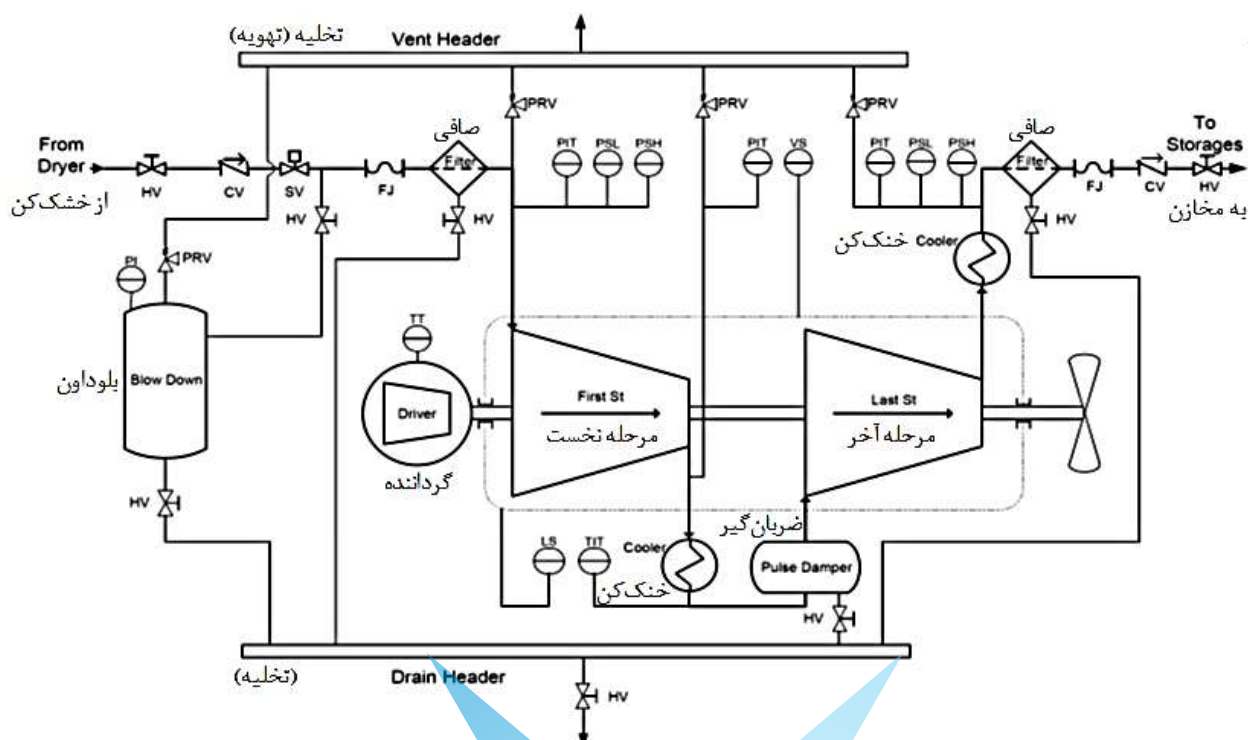 تخلیه (تهویه)
Vent Header
PRV
PRV
PRV
From
Dryer
از خشک‌کن
HV
CV
SV
HV
FJ
صافی
Filter
HV
PIT
PSL
PSH
PIT
VS
PIT
PSL
PSH
صافی
Filter
HV
FJ
CV
HV
To
Storages
به مخازن
خنک‌کن
Cooler
PI
PRV
بلوداون
Blow Down
HV
TT
Driver
گرداننده
First St
مرحله نخست
Last St
مرحله آخر
LS
TIT
Cooler
خنک‌کن
ضربان‌گیر
Pulse Damper
HV
(تخلیه)
Drain Header
HV